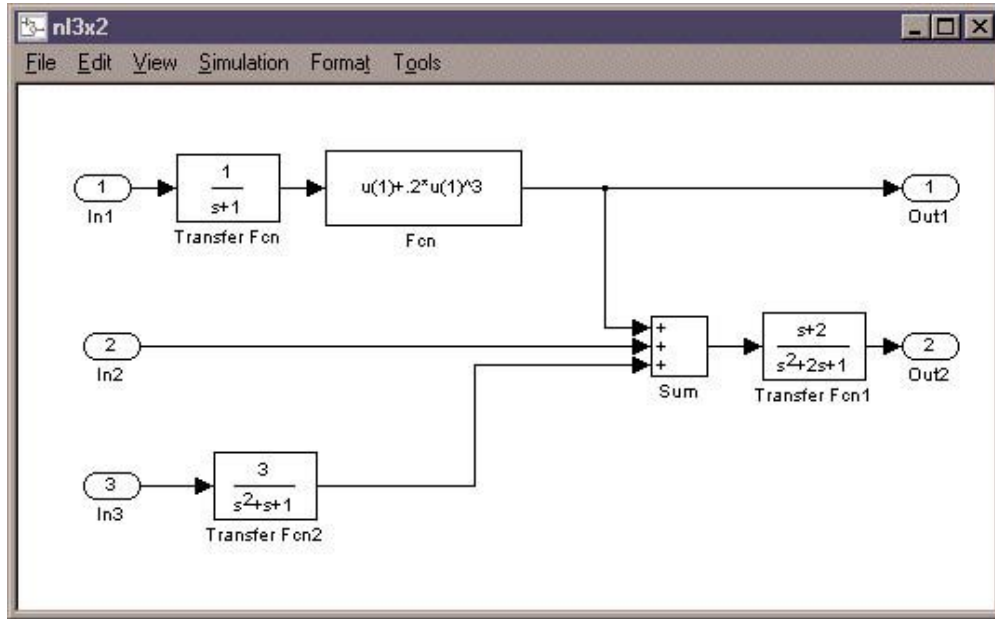 nl3x2
File Edit View Simulation Format Tools
1
In1
1
s+1
Transfer Fcn
u(1)+.2*u(1)^3
Fcn
1
Out1
2
In2
+
+
+
Sum
s+2
s2+2s+1
Transfer Fcn1
2
Out2
3
In3
3
s2+s+1
Transfer Fcn2